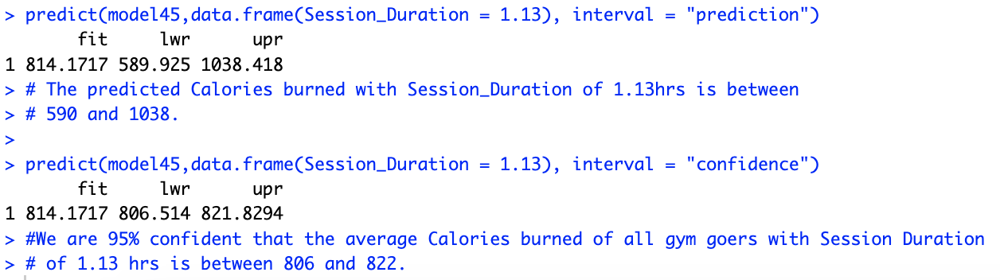 > predict(model45,data.frame(Session_Duration = 1.13), interval = "prediction")
       fit     lwr      upr
1 814.1717 589.925 1038.418
> # The predicted Calories burned with Session_Duration of 1.13hrs is between
> # 590 and 1038.
>
> predict(model45,data.frame(Session_Duration = 1.13), interval = "confidence")
       fit     lwr      upr
1 814.1717 806.514 821.8294
> #We are 95% confident that the average Calories burned of all gym goers with Session Duration
> # of 1.13 hrs is between 806 and 822.